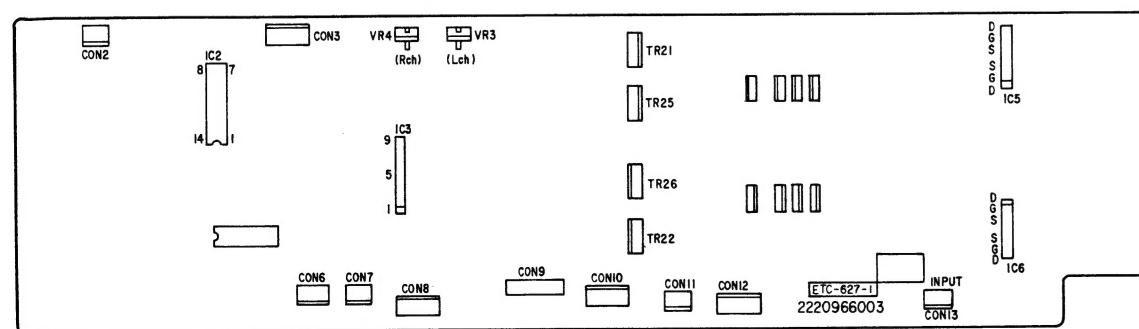 CON2
CON3
VR4
(Rch)
VR3
(Lch)
IC2
8 7
14 1
IC3
9
5
1
TR21
TR25
TR26
TR22
D
G
S
S
G
D
IC5
D
G
S
S
G
D
IC6
CON6
CON7
CON8
CON9
CON10
CON11
CON12
ETC-627-1
2220966003
INPUT
CON13